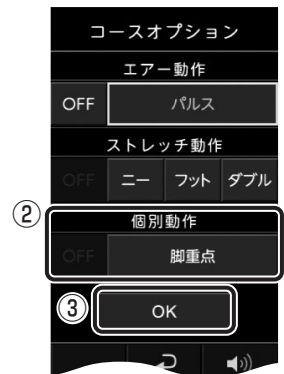 コースオプション
エアー動作
OFF パルス
ストレッチ動作
OFF ニー フット ダブル
② 個別動作
OFF 脚重点
③ OK